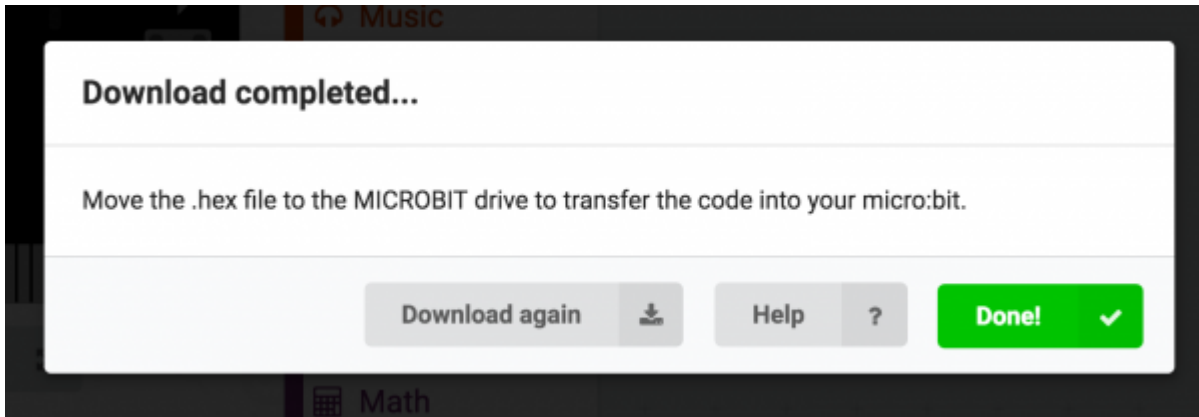 Music
Download completed...
Move the .hex file to the MICROBIT drive to transfer the code into your micro:bit.
Download again
Help ?
Done!
Math